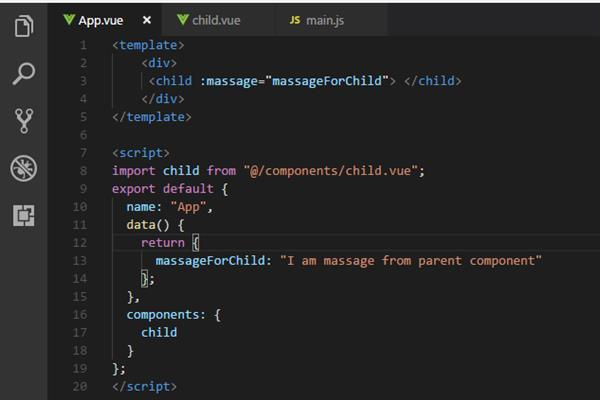 App.vue child.vue JS main.js
1 <template>
2 <div>
3 <child :massage="massageForChild"> </child>
4 </div>
5 </template>
6
7 <script>
8 import child from "@/components/child.vue";
9 export default {
10 name: "App",
11 data() {
12 return {
13 massageForChild: "I am massage from parent component"
14 };
15 },
16 components: {
17 child
18 }
19 };
20 </script>